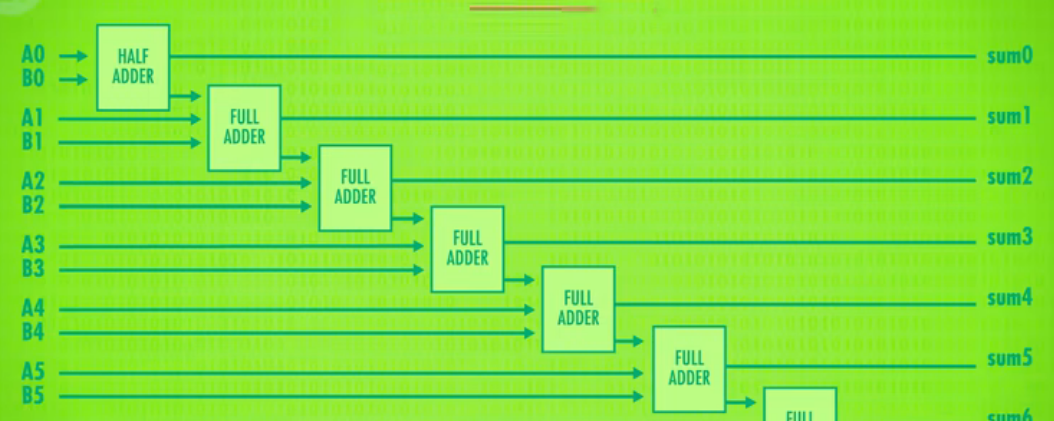 A0
B0
HALF
ADDER
sum0
A1
B1
FULL
ADDER
sum1
A2
B2
FULL
ADDER
sum2
A3
B3
FULL
ADDER
sum3
A4
B4
FULL
ADDER
sum4
A5
B5
FULL
ADDER
sum5
FULL
sum6